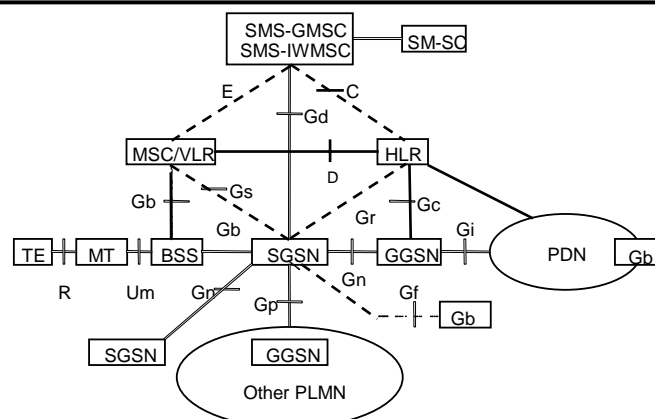 SMS-GMSC
SMS-IWMSC
SM-SC
E
C
Gd
MSC/VLR
HLR
D
Gs
Gb
Gb
Gr
Gc
Gi
TE
MT
BSS
SGSN
GGSN
PDN
Gb
R
Um
Gn
Gp
Gn
Gf
Gb
SGSN
GGSN
Other PLMN